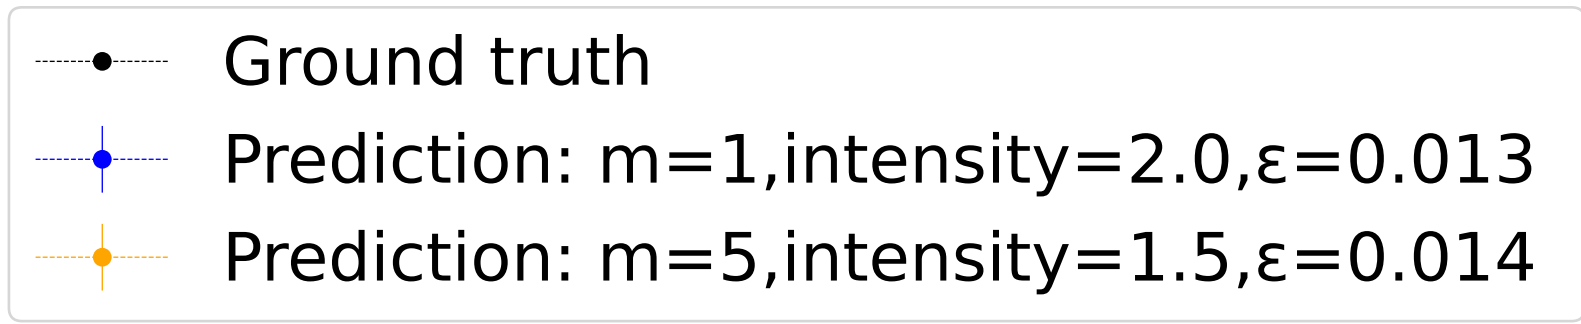 Ground truth
Prediction: m=1,intensity=2.0,ε=0.013
Prediction: m=5,intensity=1.5,ε=0.014